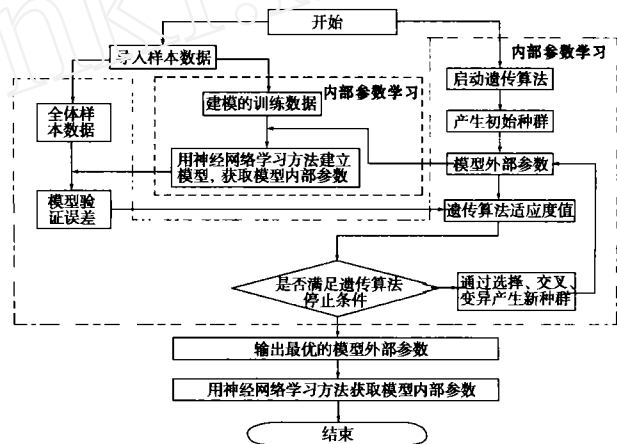 开始
导入样本数据
内部参数学习
启动遗传算法
内部参数学习
建模的训练数据
全体样
本数据
产生初始种群
用神经网络学习方法建立
模型,获取模型内部参数
模型外部参数
模型验
证误差
遗传算法适应度值
是否满足遗传算法
停止条件
通过选择、交叉、
变异产生新种群
输出最优的模型外部参数
用神经网络学习方法获取模型内部参数
结束